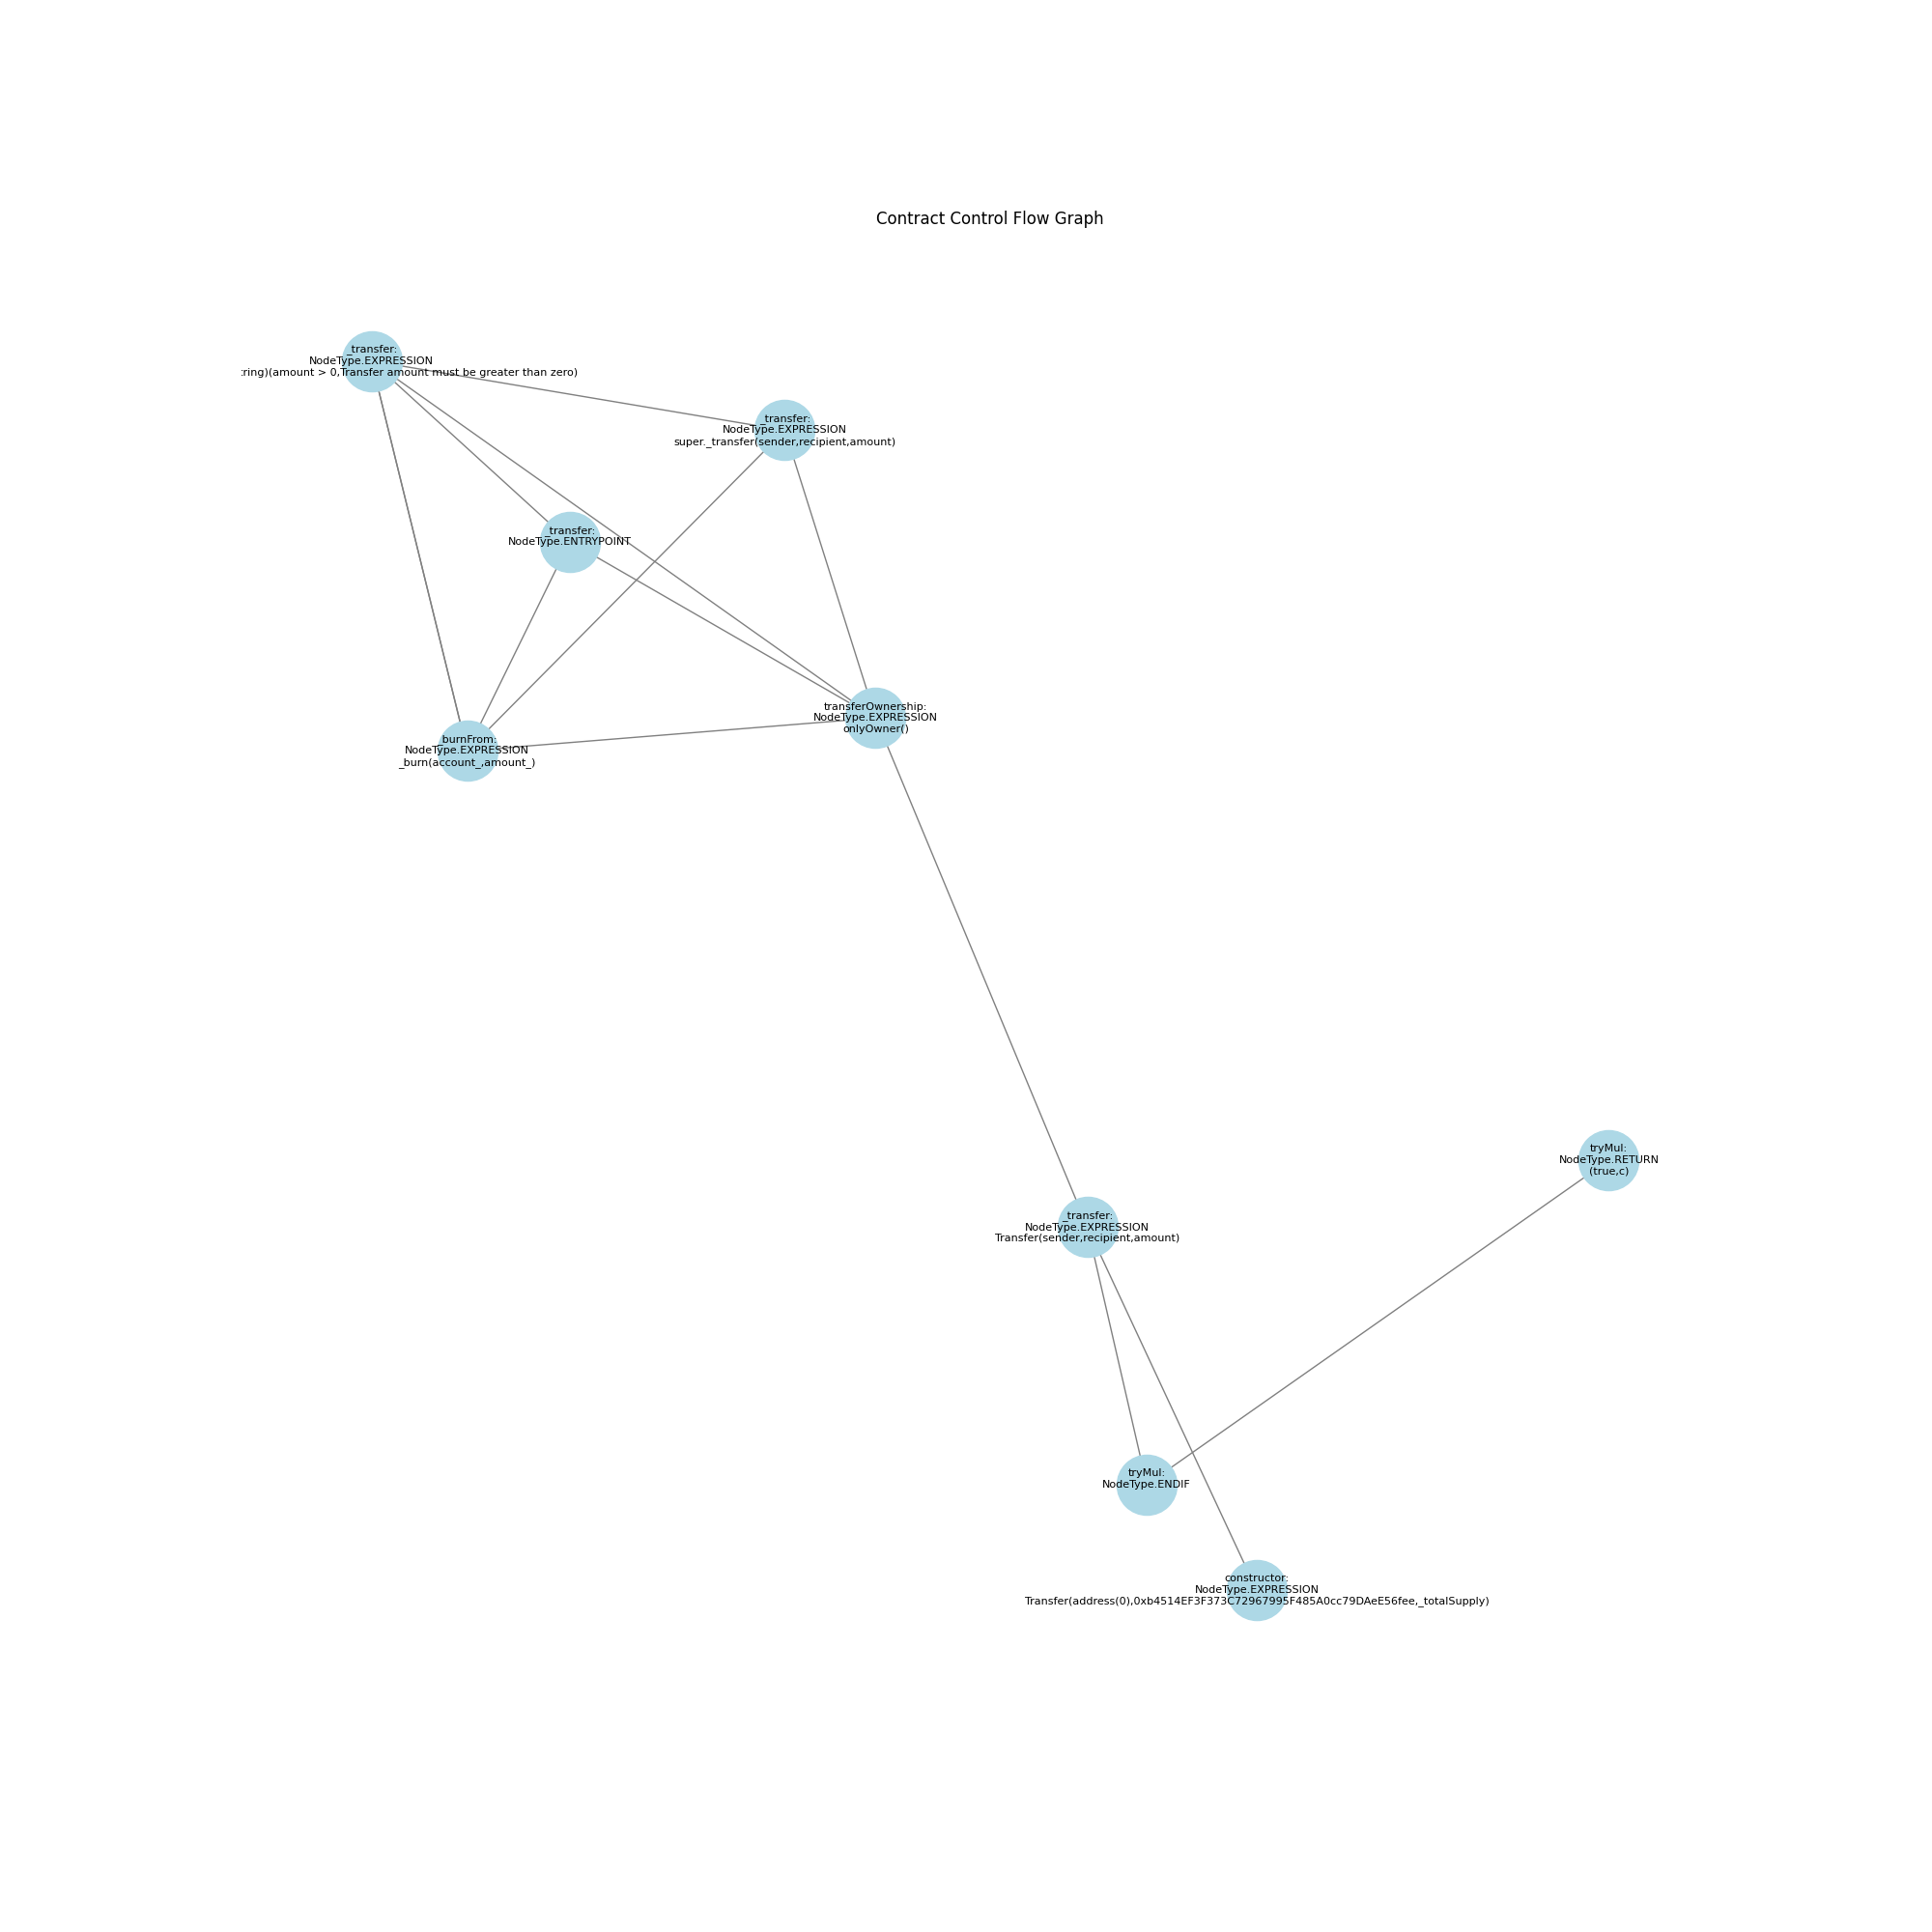 Contract Control Flow Graph
_transfer:
NodeType.EXPRESSION
:ring)(amount > 0,Transfer amount must be greater than zero)
_transfer:
NodeType.EXPRESSION
super._transfer(sender,recipient,amount)
_transfer:
NodeType.ENTRYPOINT
transferOwnership:
NodeType.EXPRESSION
onlyOwner()
_burnFrom:
NodeType.EXPRESSION
_burn(account_,amount_)
tryMul:
NodeType.RETURN
(true,c)
_transfer:
NodeType.EXPRESSION
Transfer(sender,recipient,amount)
tryMul:
NodeType.ENDIF
constructor:
NodeType.EXPRESSION
Transfer(address(0),0xb4514EF3F373C72967995F485A0cc79DAeE56fee,_totalSupply)